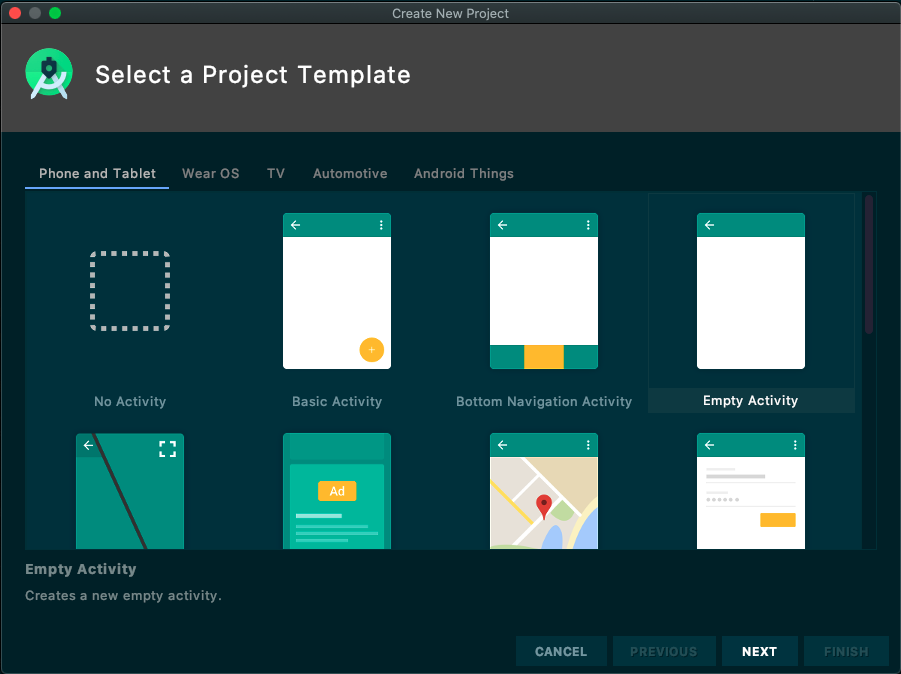 Create New Project
Select a Project Template
Phone and Tablet Wear OS TV Automotive Android Things
No Activity Basic Activity Bottom Navigation Activity Empty Activity
Ad
Empty Activity
Creates a new empty activity.
CANCEL PREVIOUS NEXT FINISH